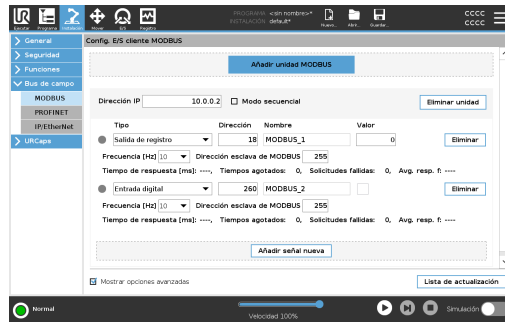 PROGRAMA <sin nombre>*
INSTALACIÓN default*
CCCC
CCCC
Ejecutar Programa Instalación Mover E/S Registro Nuevo... Abrir... Guardar...
General
Seguridad
Funciones
Bus de campo
MODBUS
PROFINET
IP/EtherNet
URCaps
Config. E/S cliente MODBUS
Añadir unidad MODBUS
Dirección IP 10.0.0.2 Modo secuencial Eliminar unidad
Tipo Dirección Nombre Valor
Salida de registro 18 MODBUS_1 0 Eliminar
Frecuencia [Hz] 10 Dirección esclava de MODBUS 255
Tiempo de respuesta [ms]: ----, Tiempos agotados: 0, Solicitudes fallidas: 0, Avg. resp. f: ----
Entrada digital 260 MODBUS_2 Eliminar
Frecuencia [Hz] 10 Dirección esclava de MODBUS 255
Tiempo de respuesta [ms]: ----, Tiempos agotados: 0, Solicitudes fallidas: 0, Avg. resp. f: ----
Añadir señal nueva
Mostrar opciones avanzadas Lista de actualización
Normal
Velocidad 100%
Simulación